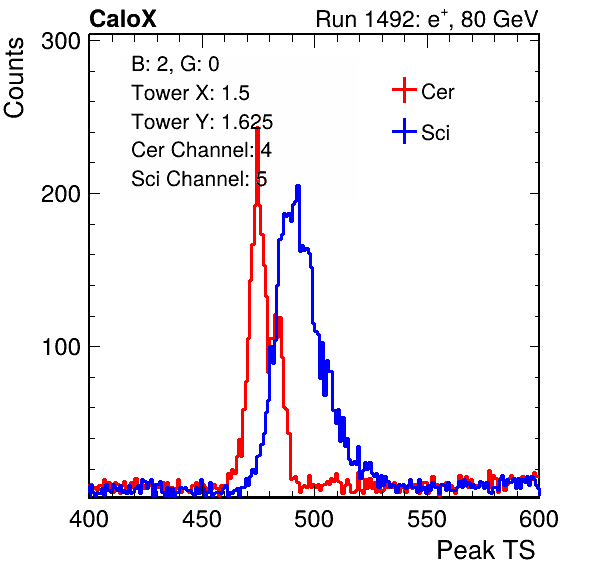 CaloX Run 1492: e⁺, 80 GeV
Counts
300
200
100
B: 2, G: 0
Tower X: 1.5
Tower Y: 1.625
Cer Channel: 4
Sci Channel: 5
Cer
Sci
400 450 500 550 600
Peak TS